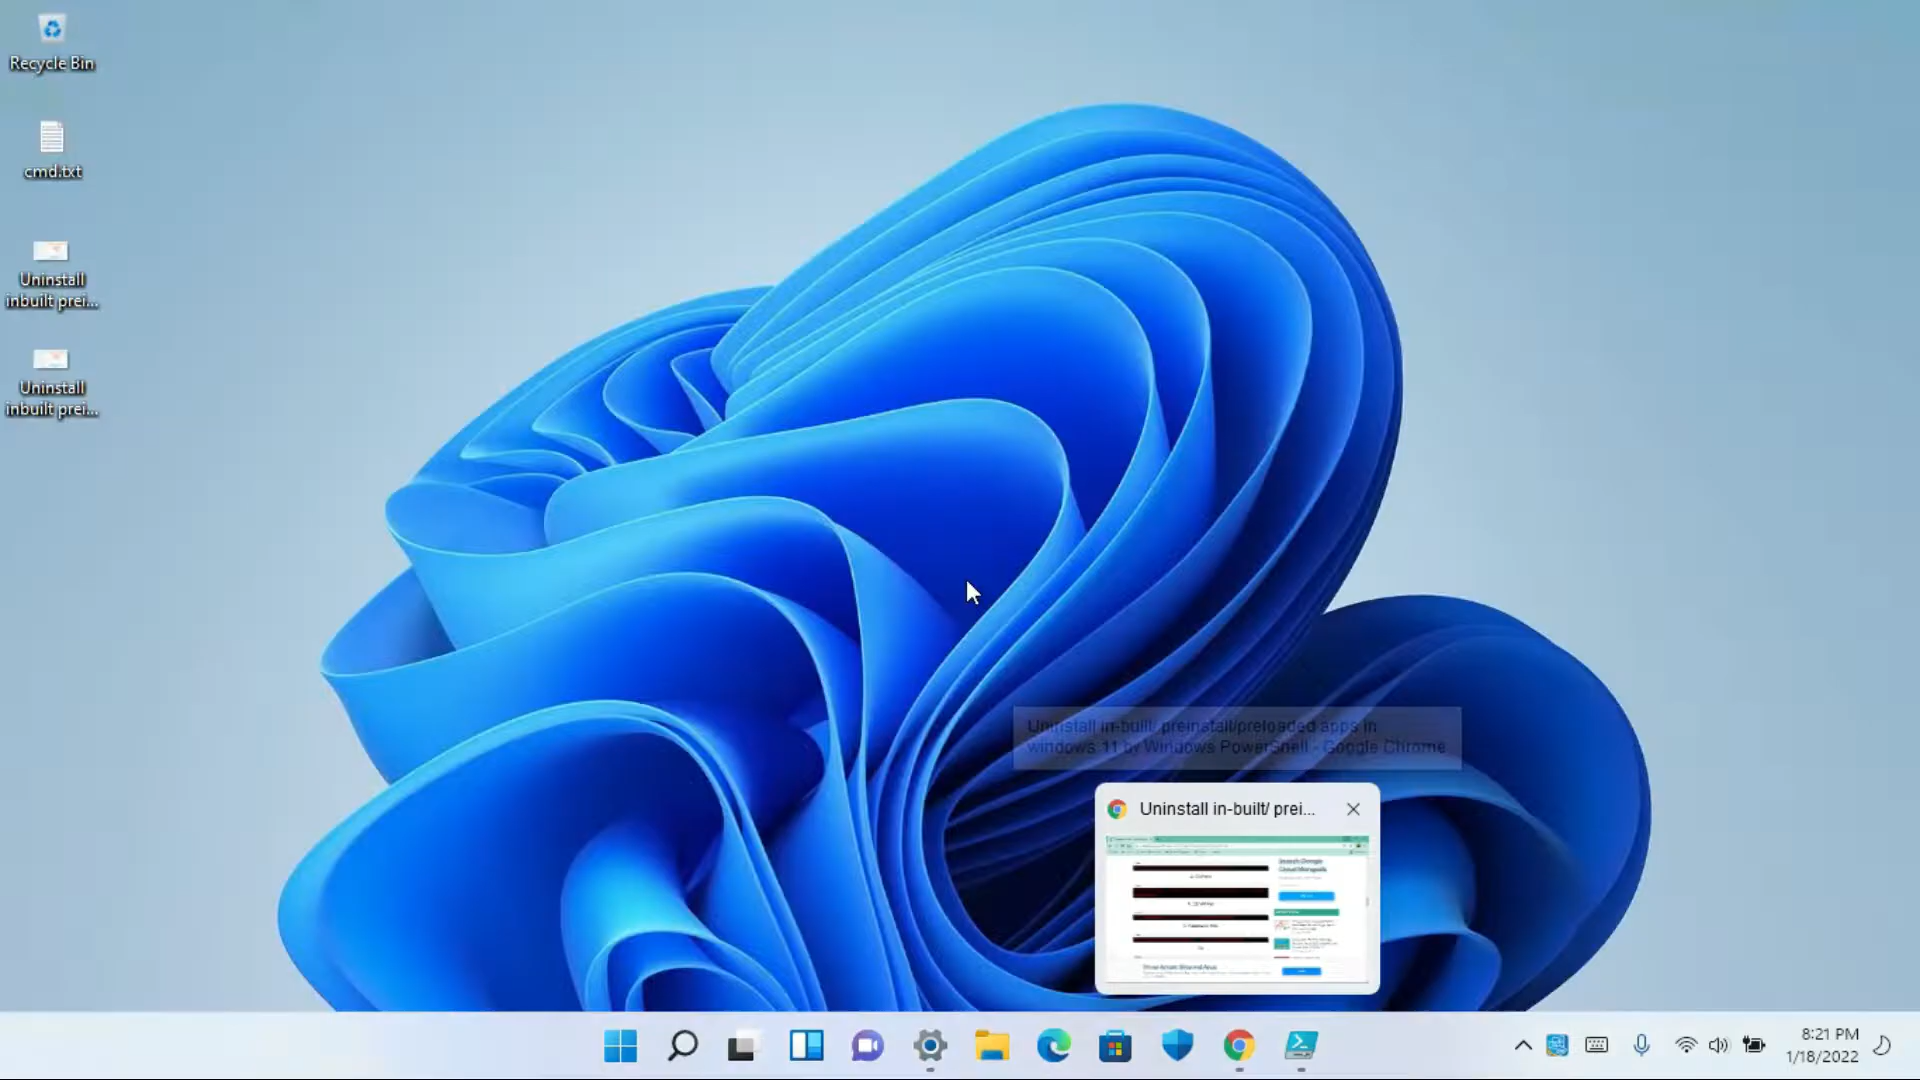 Recycle Bin
cmd.txt
Uninstall
inbuilt prei...
Uninstall
inbuilt prei...
Uninstall in-built/ preinstall/preloaded apps in
windows 11 by Windows PowerShell - Google Chrome
Uninstall in-built/ prei...
8:21 PM
1/18/2022